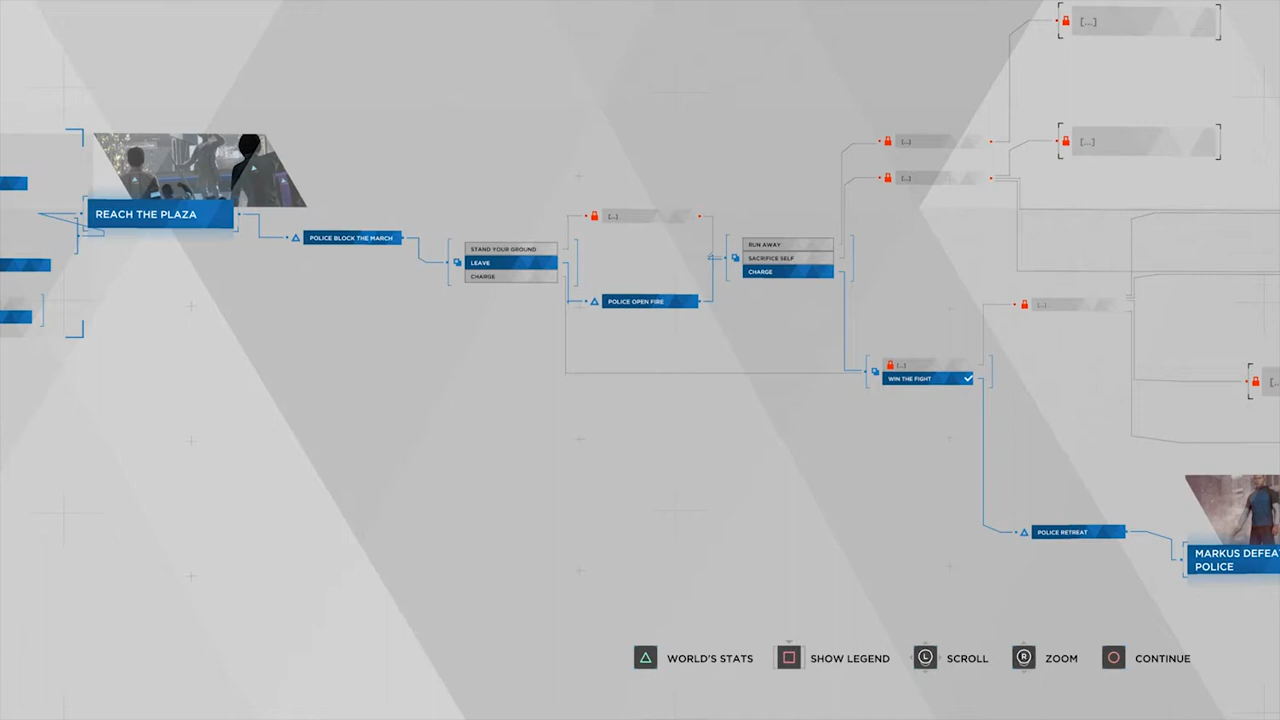 [...]
[...]
[...]
[...]
REACH THE PLAZA
[...]
POLICE BLOCK THE MARCH
STAND YOUR GROUND
LEAVE
CHARGE
RUN AWAY
SACRIFICE SELF
CHARGE
POLICE OPEN FIRE
[...]
[...]
WIN THE FIGHT
[..
POLICE RETREAT
MARKUS DEFEA
POLICE
WORLD'S STATS
SHOW LEGEND
L
SCROLL
R
ZOOM
CONTINUE